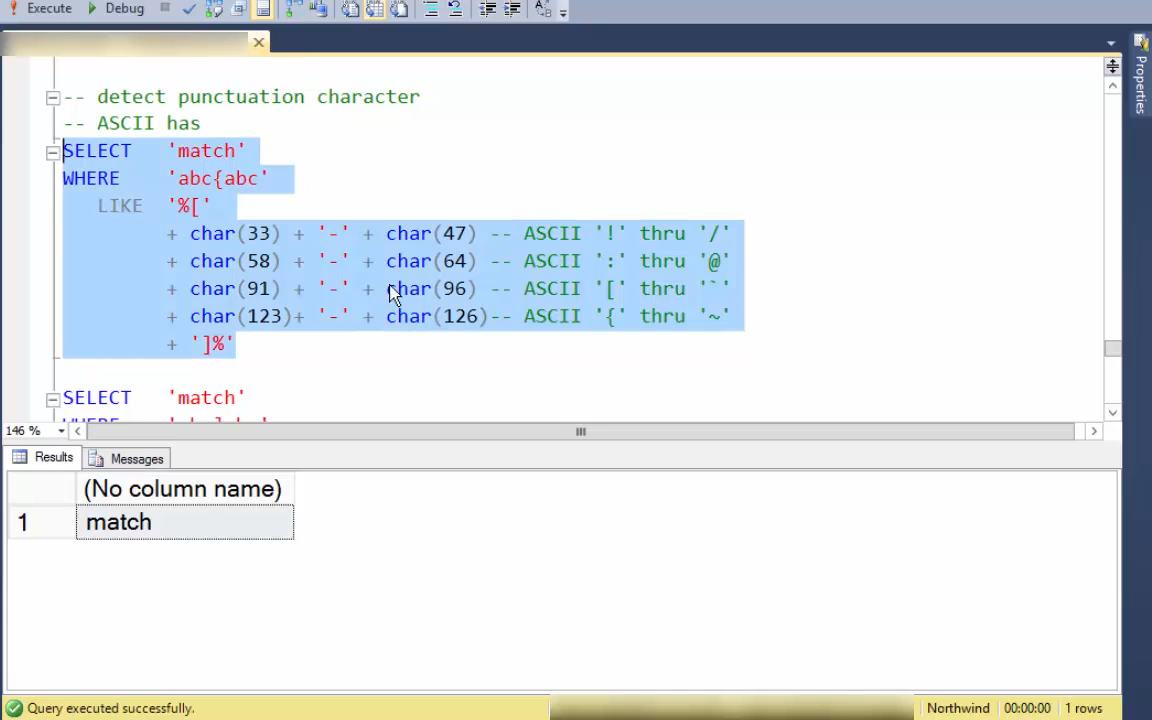 Execute Debug
Properties
-- detect punctuation character
-- ASCII has
SELECT 'match'
WHERE 'abc{abc'
LIKE '%['
+ char(33) + '-' + char(47) -- ASCII '!' thru '/'
+ char(58) + '-' + char(64) -- ASCII ':' thru '@'
+ char(91) + '-' + char(96) -- ASCII '[' thru '`'
+ char(123)+ '-' + char(126)-- ASCII '{' thru '~'
+ ']%'
SELECT 'match'
146 %
Results Messages
(No column name)
1 match
Query executed successfully. Northwind 00:00:00 1 rows